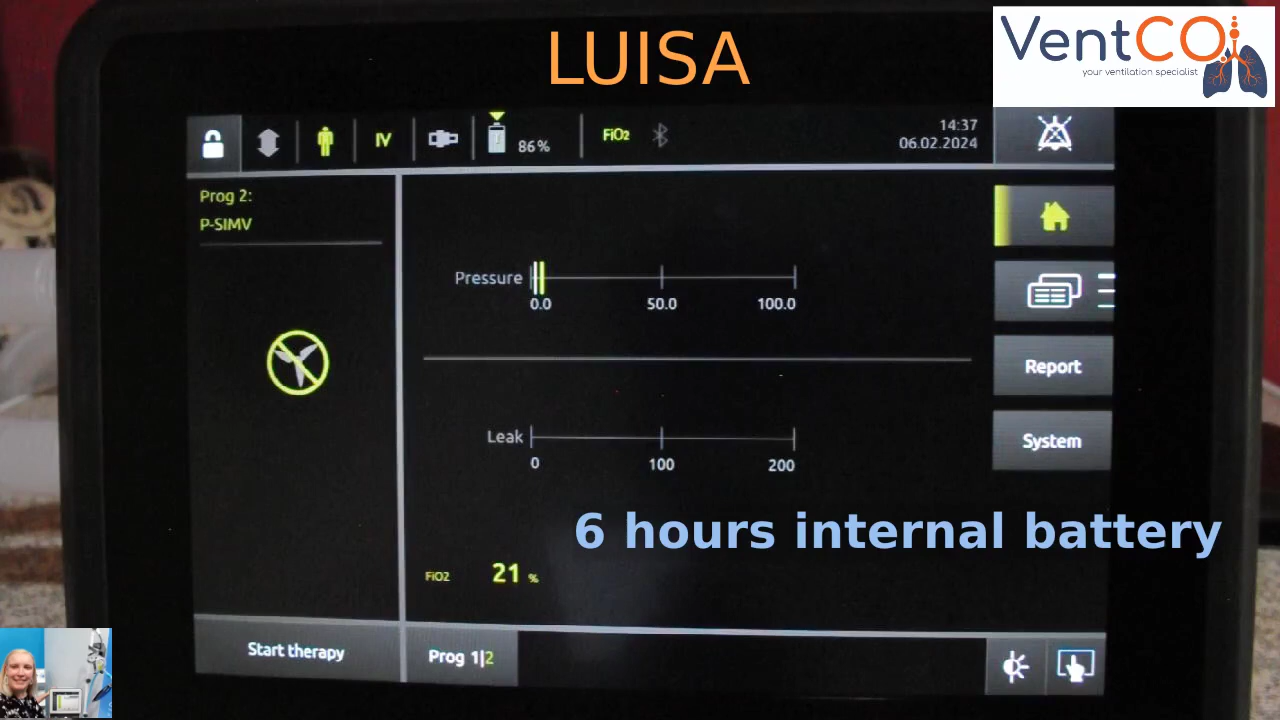 LUISA
VentCO
your ventilation specialist
IV
86%
FiO2
14:37
06.02.2024
Prog 2:
P-SIMV
Pressure
0.0 50.0 100.0
Report
Leak
0 100 200
System
6 hours internal battery
FiO2 21 %
Start therapy
Prog 1|2